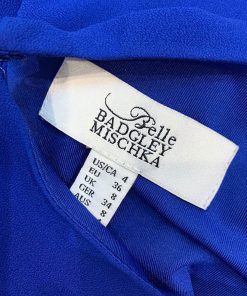 Belle
BADGLEY
MISCHKA
US/CA 4
EU 36
UK 8
GER 34
AUS 8